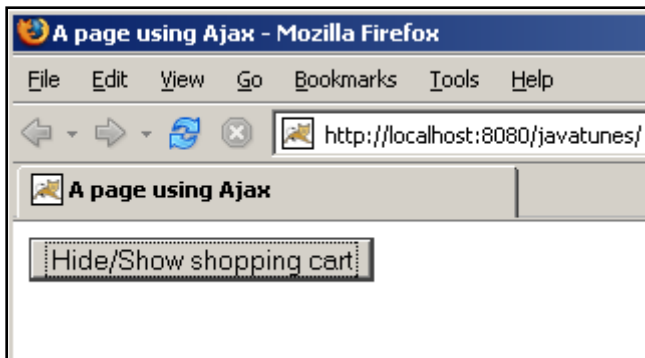 A page using Ajax - Mozilla Firefox
File Edit View Go Bookmarks Tools Help
http://localhost:8080/javatunes/
A page using Ajax
Hide/Show shopping cart